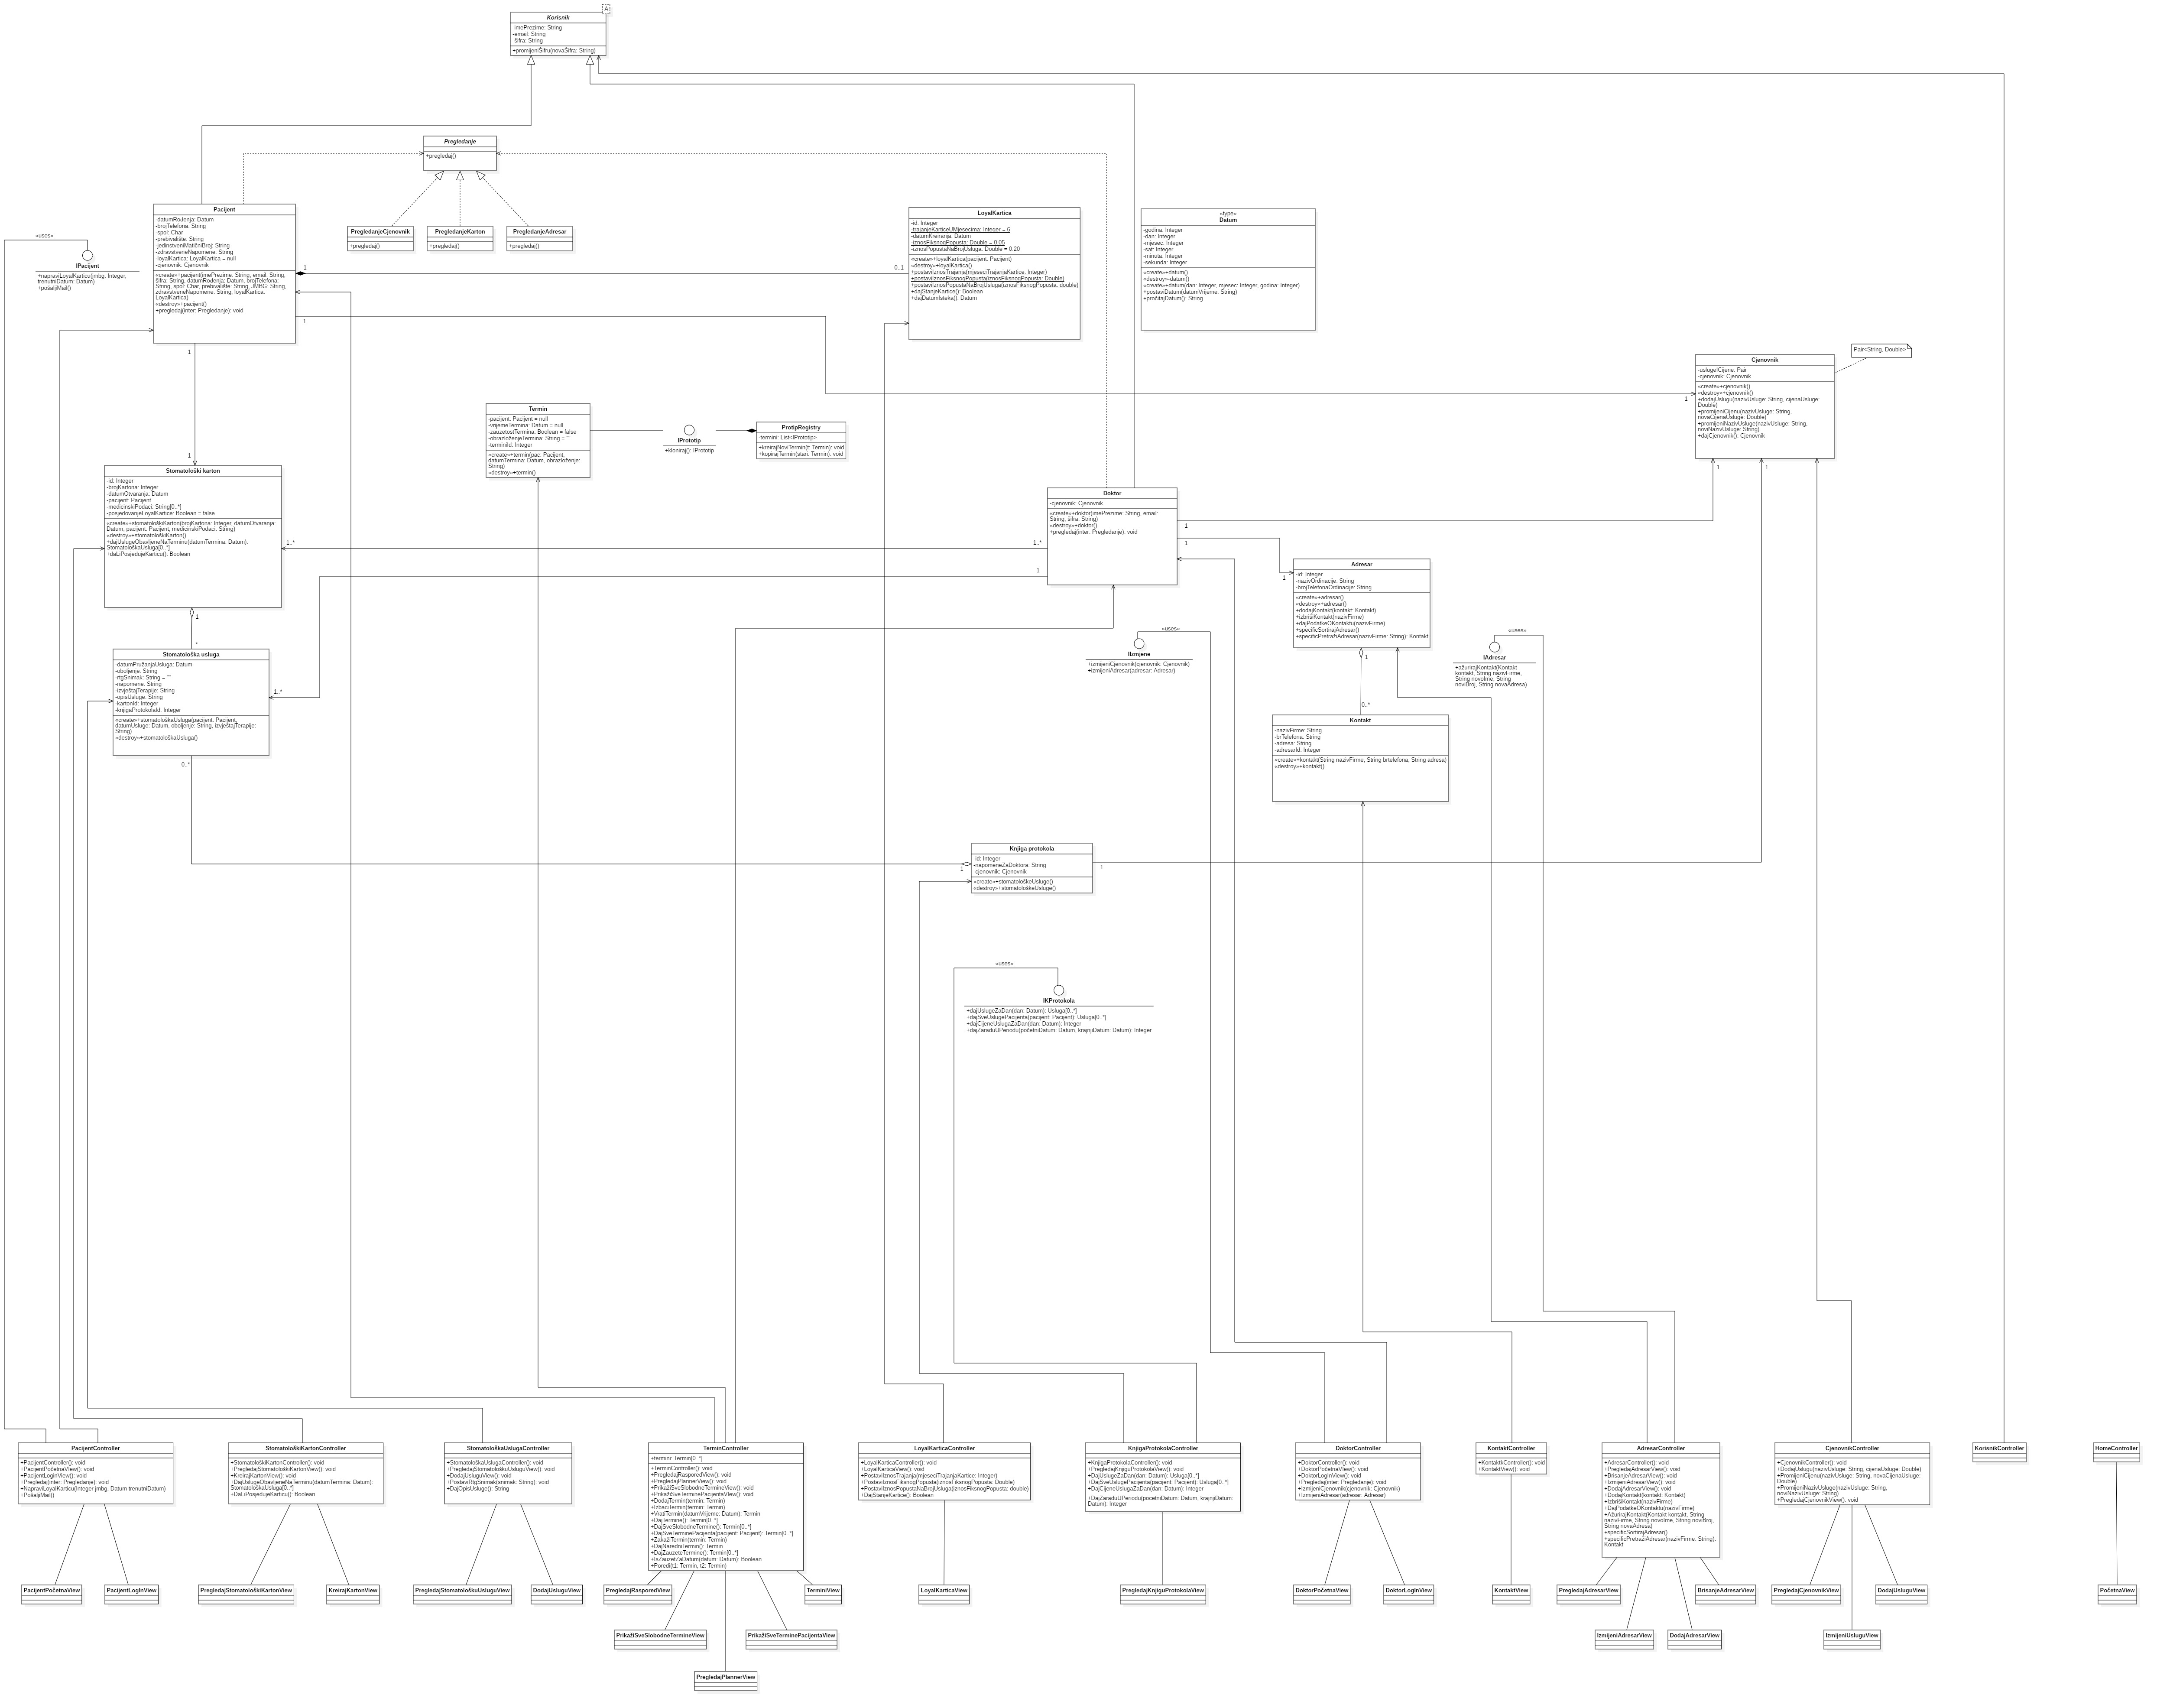 A
Korisnik
-imePrezime: String
-email: String
-šifra: String
+promijeniŠifru(novaŠifra: String)
Pregledanje
+pregledaj()
PregledanjeCjenovnik
+pregledaj()
PregledanjeKarton
+pregledaj()
PregledanjeAdresar
+pregledaj()
«uses»
IPacijent
+napraviLoyalKarticu(jmbg: Integer,
trenutniDatum: Datum)
+pošaljiMail()
Pacijent
-datumRođenja: Datum
-brojTelefona: String
-spol: Char
-prebivalište: String
-jedinstveniMatičniBroj: String
-zdravstveneNapomene: String
-loyalKartica: LoyalKartica = null
-cjenovnik: Cjenovnik
«create»+pacijent(imePrezime: String, email: String,
šifra: String, datumRođenja: Datum, brojTelefona:
String, spol: Char, prebivalište: String, JMBG: String,
zdravstveneNapomene: String, loyalKartica:
LoyalKartica)
«destroy»+pacijent()
+pregledaj(inter: Pregledanje): void
1
0..1
1
1
LoyalKartica
-id: Integer
-trajanjeKarticeUMjesecima: Integer = 6
-datumKreiranja: Datum
-iznosFiksnogPopusta: Double = 0.05
-iznosPopustaNaBrojUsluga: Double = 0.20
«create»+loyalKartica(pacijent: Pacijent)
«destroy»+loyalKartica()
+postaviIznosTrajana(mjeseciTrajanjaKartice: Integer)
+postaviIznosFiksnogPopusta(iznosFiksnogPopusta: Double)
+postaviIznosPopustaNaBrojUsluga(iznosFiksnogPopusta: double)
+dajStanjeKartice(): Boolean
+dajDatumIsteka(): Datum
«type»
Datum
-godina: Integer
-dan: Integer
-mjesec: Integer
-sat: Integer
-minuta: Integer
-sekunda: Integer
«create»+datum()
«destroy»-datum()
«create»+datum(dan: Integer, mjesec: Integer, godina: Integer)
+postaviDatum(datumVrijeme: String)
+pročitajDatum(): String
Pair<String, Double>
Cjenovnik
-uslugeICijene: Pair
-cjenovnik: Cjenovnik
«create»+cjenovnik()
«destroy»+cjenovnik()
+dodajUslugu(nazivUsluge: String, cijenaUsluge:
Double)
+promijeniCijenu(nazivUsluge: String,
novaCijenaUsluge: Double)
+promijeniNazivUsluge(nazivUsluge: String,
noviNazivUsluge: String)
+dajCjenovnik(): Cjenovnik
1
1
1
Termin
-pacijent: Pacijent = null
-vrijemeTermina: Datum = null
-zauzetostTermina: Boolean = false
-obrazloženjeTermina: String = ""
-terminiId: Integer
«create»+termin(pac: Pacijent,
datumTermina: Datum, obrazloženje:
String)
«destroy»+termin()
IPrototip
+kloniraj(): IPrototip
ProtipRegistry
-termini: List<IPrototip>
+kreirajNoviTermin(t: Termin): void
+kopirajTermin(stari: Termin): void
1
Stomatološki karton
-id: Integer
-brojKartona: Integer
-datumOtvaranja: Datum
-pacijent: Pacijent
-medicinskiPodaci: String[0..*]
-posjedovanjeLoyalKartice: Boolean = false
«create»+stomatološkiKarton(brojKartona: Integer, datumOtvaranja:
Datum, pacijent: Pacijent, medicinskiPodaci: String)
«destroy»+stomatološkiKarton()
+dajUslugeObavljeneNaTerminu(datumTermina: Datum):
StomatološkaUsluga[0..*]
+daLiPosjedujeKarticu(): Boolean
1..*
1..*
1
1
1
Doktor
-cjenovnik: Cjenovnik
«create»+doktor(imePrezime: String, email:
String, šifra: String)
«destroy»+doktor()
+pregledaj(inter: Pregledanje): void
1
Adresar
-id: Integer
-nazivOrdinacije: String
-brojTelefonaOrdinacije: String
«create»+adresar()
«destroy»+adresar()
+dodajKontakt(kontakt: Kontakt)
+izbrišiKontakt(nazivFirme)
+dajPodatkeOKontaktu(nazivFirme)
+specificSortirajAdresar()
+specificPretražiAdresar(nazivFirme: String): Kontakt
1
1
*
Stomatološka usluga
-datumPružanjaUsluga: Datum
-oboljenje: String
-rtgSnimak: String = ""
-napomene: String
-izvještajTerapije: String
-opisUsluge: String
-kartonId: Integer
-knjigaProtokolaId: Integer
«create»+stomatološkaUsluga(pacijent: Pacijent,
datumUsluge: Datum, oboljenje: String, izvještajTerapije:
String)
«destroy»+stomatološkaUsluga()
1..*
0..*
«uses»
IIzmjene
+izmijeniCjenovnik(cjenovnik: Cjenovnik)
+izmijeniAdresar(adresar: Adresar)
«uses»
IAdresar
+ažurirajKontakt(Kontakt
kontakt, String nazivFirme,
String novoIme, String
noviBroj, String novaAdresa)
0..*
Kontakt
-nazivFirme: String
-brTelefona: String
-adresa: String
-adresarId: Integer
«create»+kontakt(String nazivFirme, String brtelefona, String adresa)
«destroy»+kontakt()
Knjiga protokola
-id: Integer
-napomeneZaDoktora: String
-cjenovnik: Cjenovnik
«create»+stomatološkeUsluge()
«destroy»+stomatološkeUsluge()
1
1
«uses»
IKProtokola
+dajUslugeZaDan(dan: Datum): Usluga[0..*]
+dajSveUslugePacijenta(pacijent: Pacijent): Usluga[0..*]
+dajCijeneUslugaZaDan(dan: Datum): Integer
+dajZaraduUPeriodu(početniDatum: Datum, krajnjiDatum: Datum): Integer
PacijentController
+PacijentController(): void
+PacijentPočetnaView(): void
+PacijentLoginView(): void
+Pregledaj(inter: Pregledanje): void
+NapraviLoyalKarticu(Integer jmbg, Datum trenutniDatum)
+PošaljiMail()
StomatološkiKartonController
+StomatološkiKartonController(): void
+PregledajStomatološkiKartonView(): void
+KreirajKartonView(): void
+DajUslugeObavljeneNaTerminu(datumTermina: Datum):
StomatološkaUsluga[0..*]
+DaLiPosjedujeKarticu(): Boolean
StomatološkaUslugaController
+StomatološkaUslugaController(): void
+PregledajStomatološkuUsluguView(): void
+DodajUsluguView(): void
+PostaviRtgSnimak(snimak: String): void
+DajOpisUsluge(): String
TerminController
+termini: Termin[0..*]
+TerminController(): void
+PregledajRasporedView(): void
+PregledajPlannerView(): void
+PrikažiSveSlobodneTermineView(): void
+PrikažiSveTerminePacijentaView(): void
+DodajTermin(termin: Termin)
+IzbaciTermin(termin: Termin)
+VratiTermin(datumVrijeme: Datum): Termin
+DajTermine(): Termin[0..*]
+DajSveSlobodneTermine(): Termin[0..*]
+DajSveTerminePacijenta(pacijent: Pacijent): Termin[0..*]
+ZakažiTermin(termin: Termin)
+DajNaredniTermin(): Termin
+DajZauzeteTermine(): Termin[0..*]
+IsZauzetZaDatum(datum: Datum): Boolean
+Poredi(t1: Termin, t2: Termin)
LoyalKarticaController
+LoyalKarticaController(): void
+LoyalKarticaView(): void
+PostaviIznosTrajanja(mjeseciTrajanjaKartice: Integer)
+PostaviIznosFiksnogPopusta(iznosFiksnogPopusta: Double)
+PostaviIznosPopustaNaBrojUsluga(iznosFiksnogPopusta: double)
+DajStanjeKartice(): Boolean
KnjigaProtokolaController
+KnjigaProtokolaController(): void
+PregledajKnjiguProtokolaView(): void
+DajUslugeZaDan(dan: Datum): Usluga[0..*]
+DajSveUslugePacijenta(pacijent: Pacijent): Usluga[0..*]
+DajCijeneUslugaZaDan(dan: Datum): Integer
+DajZaraduUPeriodu(pocetniDatum: Datum, krajnjiDatum:
Datum): Integer
DoktorController
+DoktorController(): void
+DoktorPočetnaView(): void
+DoktorLogInView(): void
+Pregledaj(inter: Pregledanje): void
+IzmijeniCjenovnik(cjenovnik: Cjenovnik)
+IzmijeniAdresar(adresar: Adresar)
KontaktController
+KontaktkController(): void
+KontaktView(): void
AdresarController
+AdresarController(): void
+PregledajAdresarView(): void
+BrisanjeAdresarView(): void
+IzmijeniAdresarView(): void
+DodajAdresarView(): void
+DodajKontakt(kontakt: Kontakt)
+IzbrišiKontakt(nazivFirme)
+DajPodatkeOKontaktu(nazivFirme)
+AžurirajKontakt(Kontakt kontakt, String
nazivFirme, String novoIme, String noviBroj,
String novaAdresa)
+specificSortirajAdresar()
+specificPretražiAdresar(nazivFirme: String):
Kontakt
CjenovnikController
+CjenovnikController(): void
+DodajUslugu(nazivUsluge: String, cijenaUsluge: Double)
+PromijeniCijenu(nazivUsluge: String, novaCijenaUsluge:
Double)
+PromijeniNazivUsluge(nazivUsluge: String,
noviNazivUsluge: String)
+PregledajCjenovnikView(): void
KorisnikController
HomeController
PacijentPočetnaView
PacijentLogInView
PregledajStomatološkiKartonView
KreirajKartonView
PregledajStomatološkuUsluguView
DodajUsluguView
PregledajRasporedView
TerminiView
LoyalKarticaView
PregledajKnjiguProtokolaView
DoktorPočetnaView
DoktorLogInView
KontaktView
PregledajAdresarView
BrisanjeAdresarView
PregledajCjenovnikView
DodajUsluguView
PočetnaView
PrikažiSveSlobodneTermineView
PrikažiSveTerminePacijentaView
IzmijeniAdresarView
DodajAdresarView
IzmijeniUsluguView
PregledajPlannerView